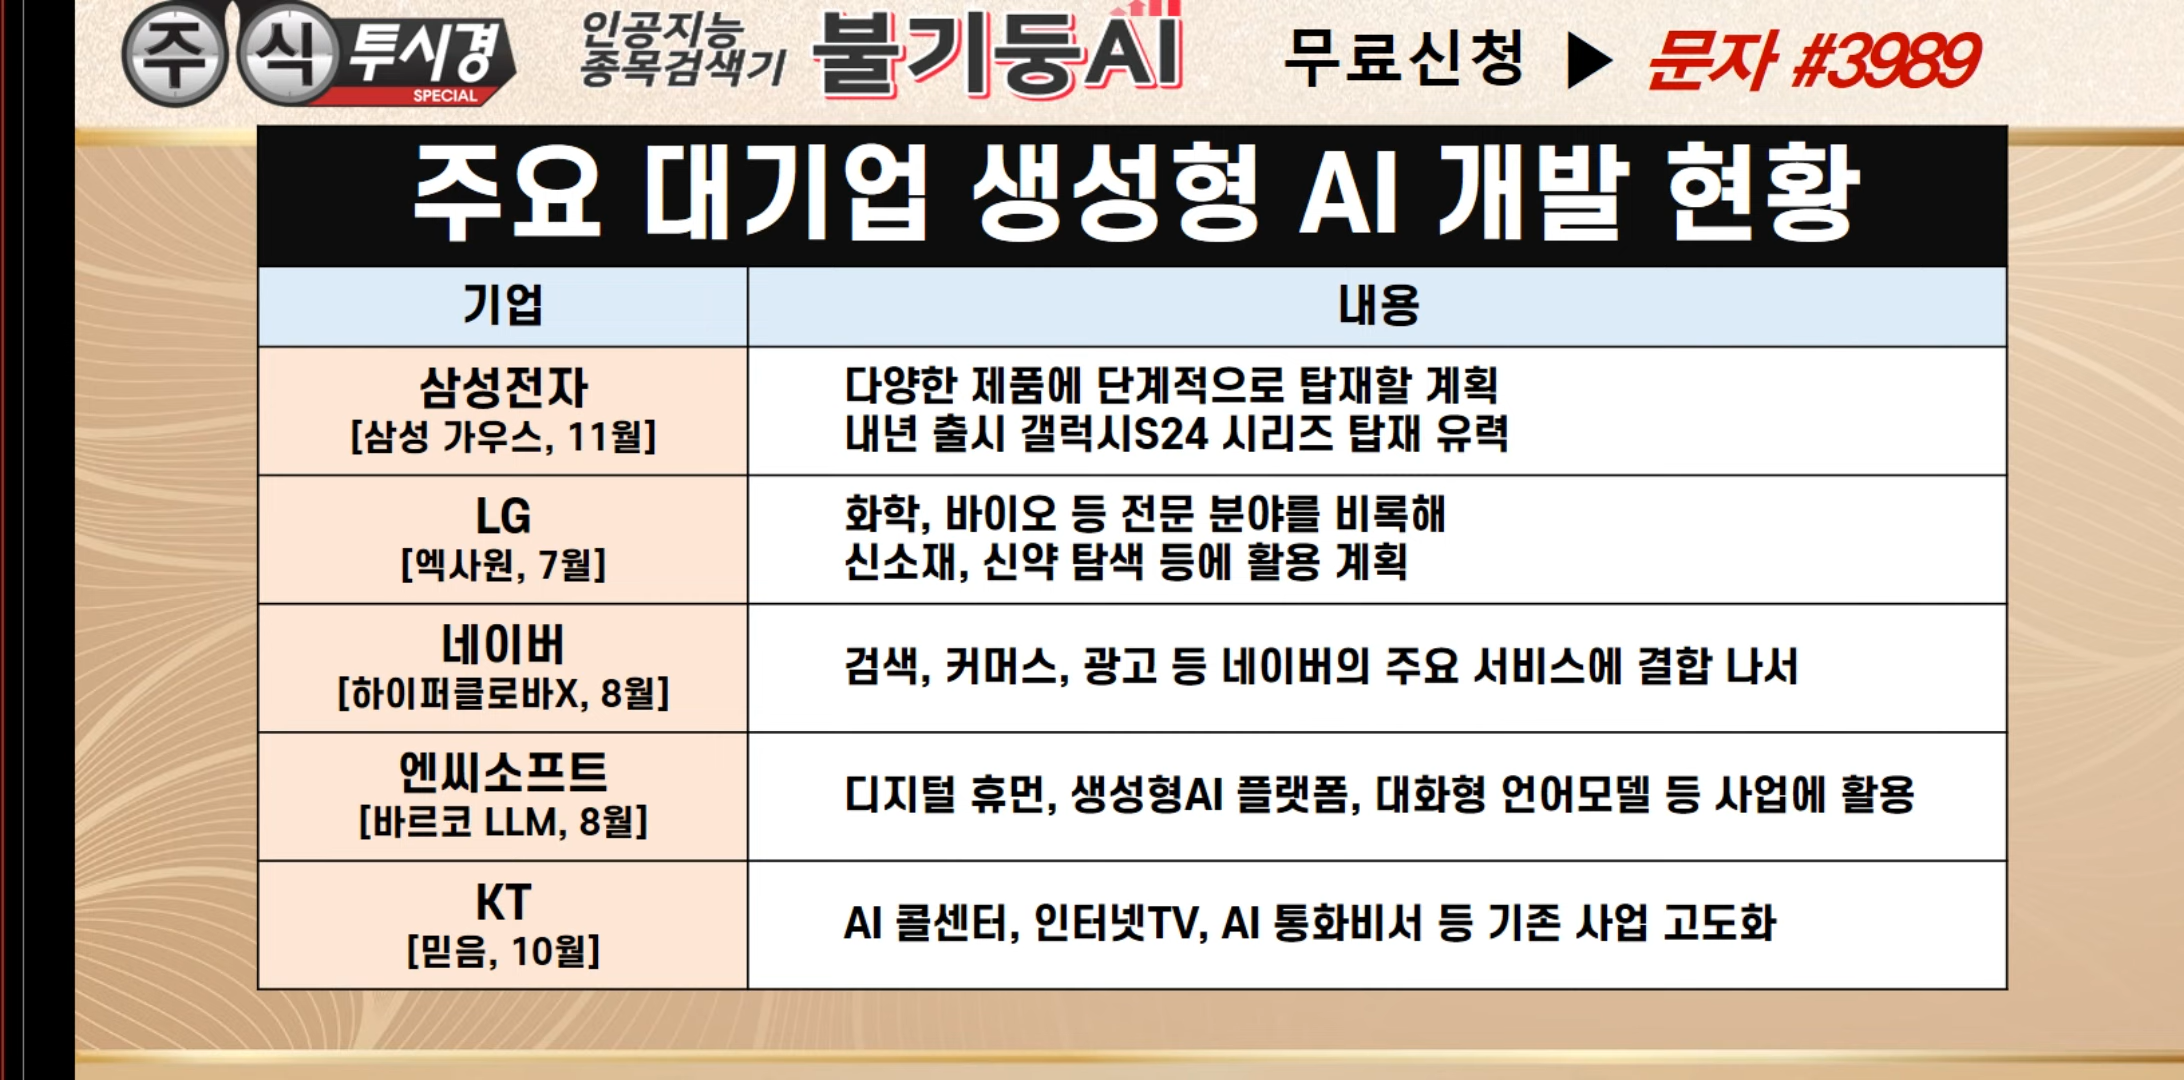 주식 투시경
SPECIAL
인공지능
종목검색기
불기둥AI
무료신청 ▶ 문자 #3989
주요 대기업 생성형 AI 개발 현황
기업
내용
삼성전자
[삼성 가우스, 11월]
다양한 제품에 단계적으로 탑재할 계획
내년 출시 갤럭시S24 시리즈 탑재 유력
LG
[엑사원, 7월]
화학, 바이오 등 전문 분야를 비롯해
신소재, 신약 탐색 등에 활용 계획
네이버
[하이퍼클로바X, 8월]
검색, 커머스, 광고 등 네이버의 주요 서비스에 결합 나서
엔씨소프트
[바르코 LLM, 8월]
디지털 휴먼, 생성형AI 플랫폼, 대화형 언어모델 등 사업에 활용
KT
[믿음, 10월]
AI 콜센터, 인터넷TV, AI 통화비서 등 기존 사업 고도화